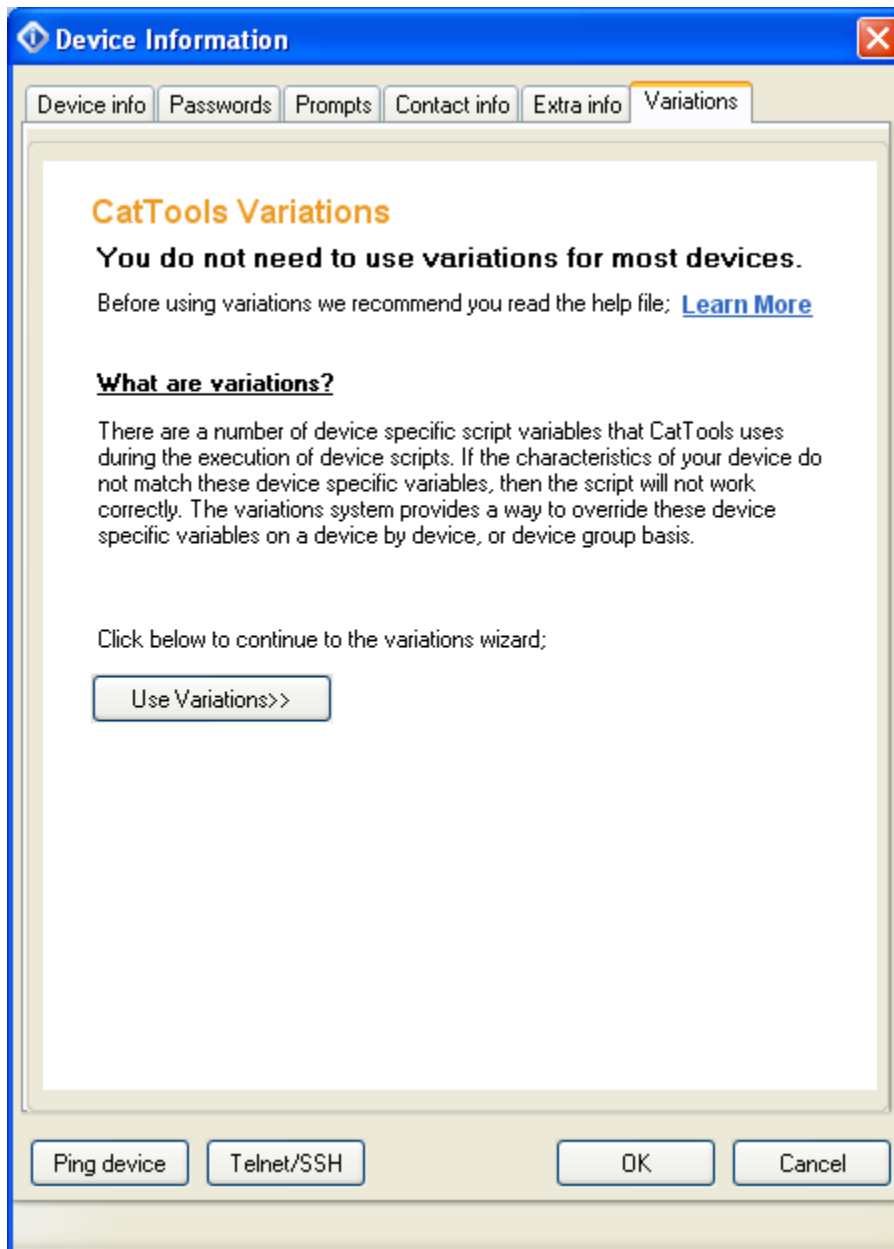 Device Information
Device info Passwords Prompts Contact info Extra info Variations
CatTools Variations
You do not need to use variations for most devices.
Before using variations we recommend you read the help file; Learn More
What are variations?
There are a number of device specific script variables that CatTools uses
during the execution of device scripts. If the characteristics of your device do
not match these device specific variables, then the script will not work
correctly. The variations system provides a way to override these device
specific variables on a device by device, or device group basis.
Click below to continue to the variations wizard;
Use Variations>>
Ping device Telnet/SSH OK Cancel